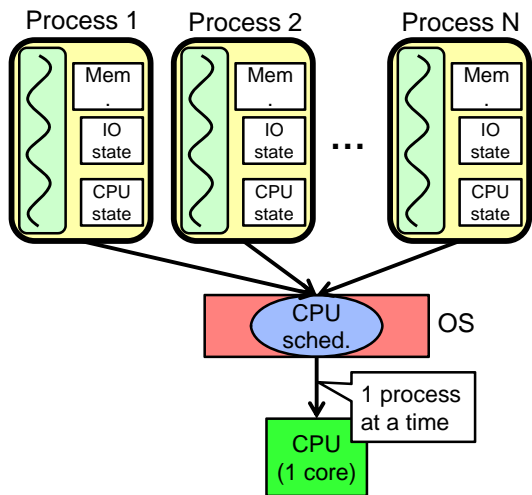 Process 1
Process 2
Process N
Mem
.
IO
state
CPU
state
Mem
.
IO
state
CPU
state
...
Mem
.
IO
state
CPU
state
CPU
sched.
OS
1 process
at a time
CPU
(1 core)